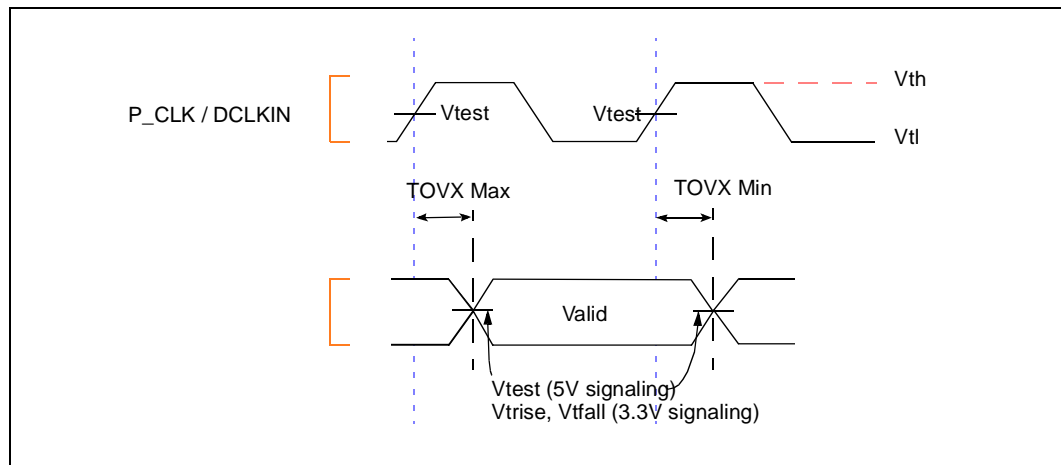 Vth
P_CLK / DCLKIN
Vtest
Vtest
Vtl
TOVX Max
TOVX Min
Valid
Vtest (5V signaling)
Vtrise, Vtfall (3.3V signaling)